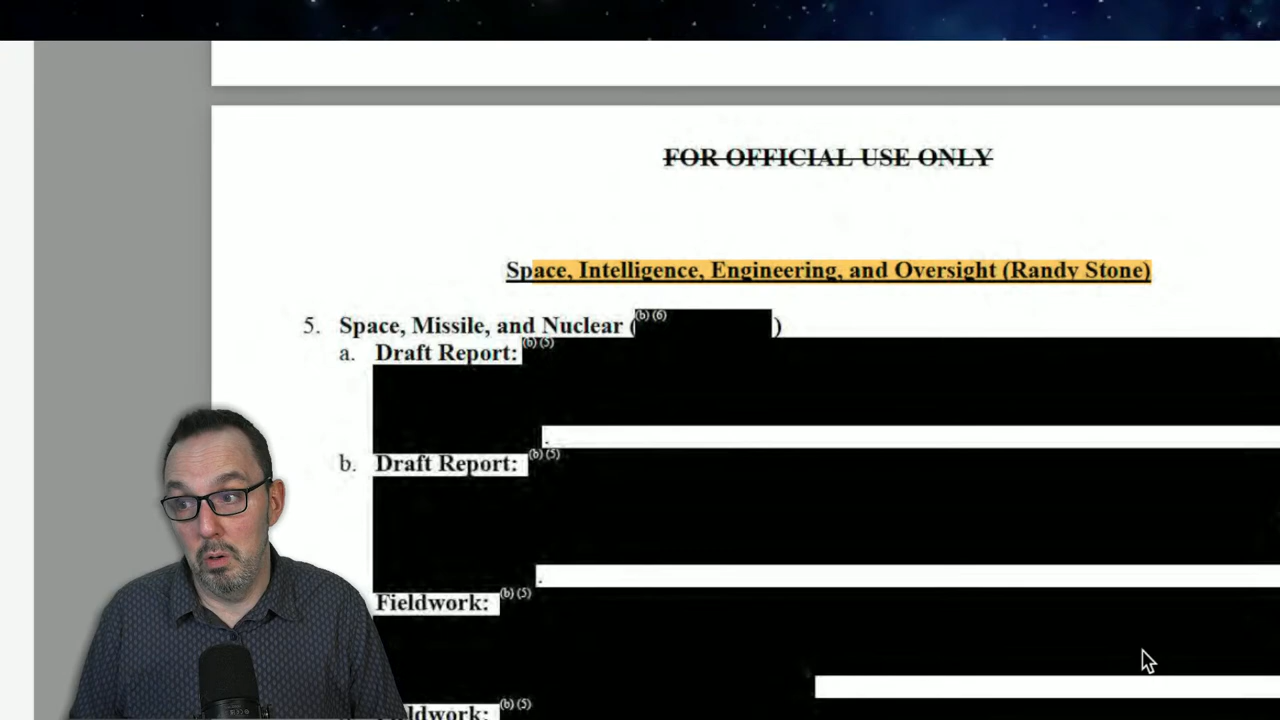 FOR OFFICIAL USE ONLY
Space, Intelligence, Engineering, and Oversight (Randy Stone)
5. Space, Missile, and Nuclear ( (b) (6) )
a. Draft Report: (b) (5)
.
b. Draft Report: (b) (5)
.
Fieldwork: (b) (5)
ldwork: (b) (5)